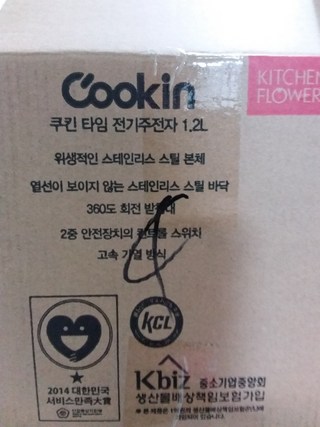 Cookin
KITCHEN
FLOWER
쿠킨 타임 전기주전자 1.2L
위생적인 스테인리스 스틸 본체
열선이 보이지 않는 스테인리스 스틸 바닥
360도 회전 받침대
2중 안전장치의 컨트롤 스위치
고속 가열 방식
KCL
2014 대한민국
서비스만족大賞
Kbiz 중소기업중앙회
생산물배상책임보험가입